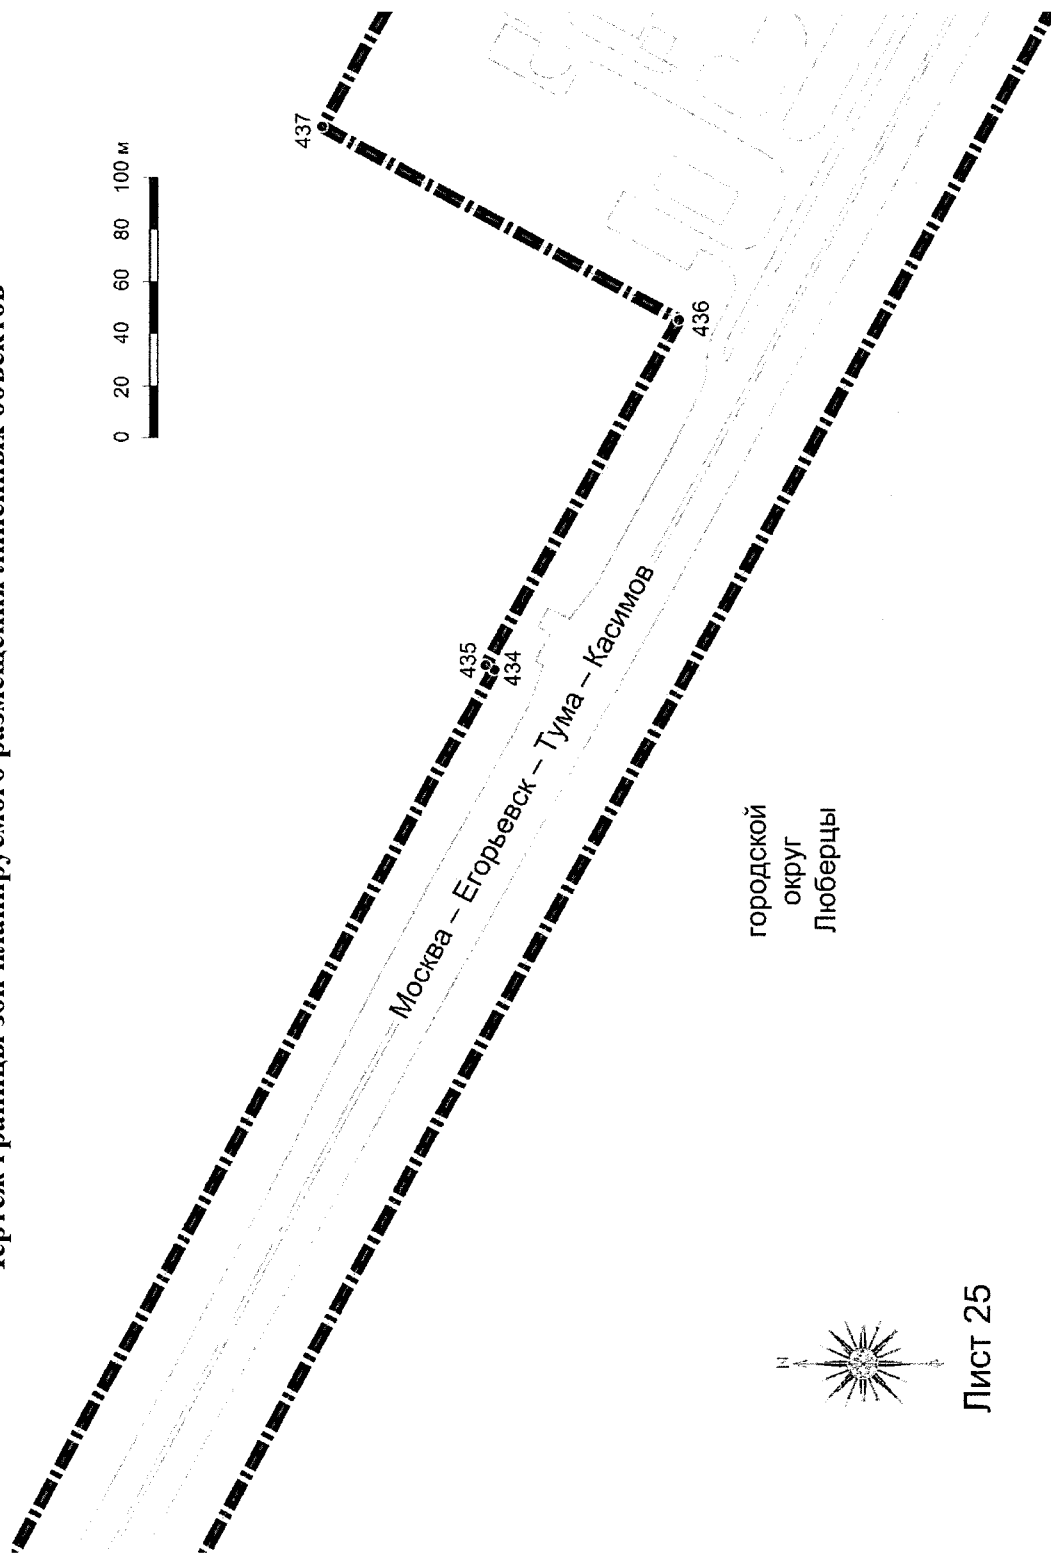 Чертеж границы зон планируемого размещения линейных объектов
0 20 40 60 80 100 м
437
436
435
434
Москва – Егорьевск – Тума – Касимов
городской
округ
Люберцы
N
Лист 25